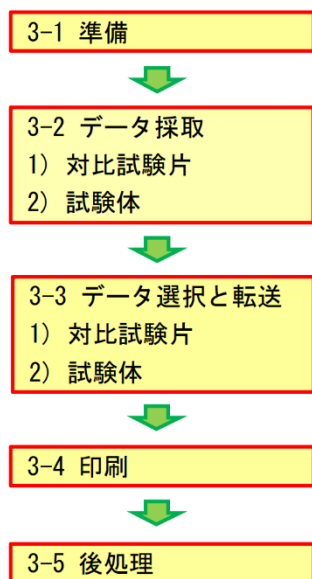 3-1 準備
3-2 データ採取
1) 対比試験片
2) 試験体
3-3 データ選択と転送
1) 対比試験片
2) 試験体
3-4 印刷
3-5 後処理